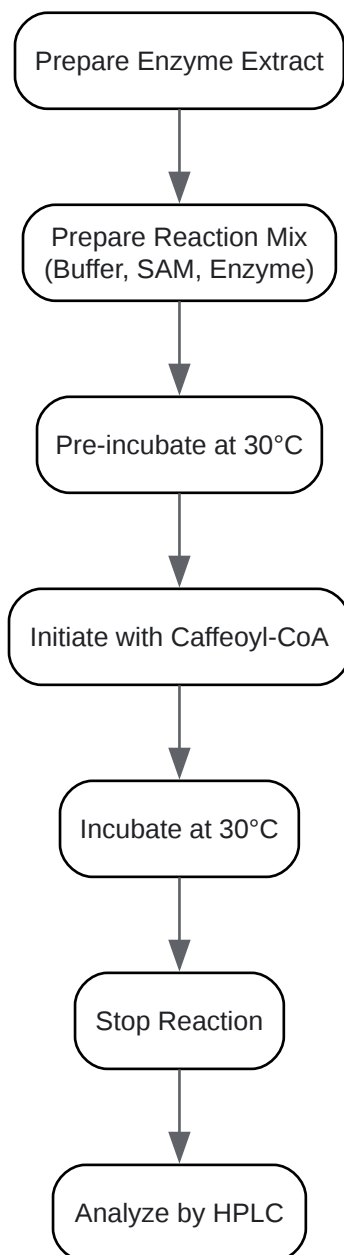 Prepare Enzyme Extract
Prepare Reaction Mix
(Buffer, SAM, Enzyme)
Pre-incubate at 30°C
Initiate with Caffeoyl-CoA
Incubate at 30°C
Stop Reaction
Analyze by HPLC